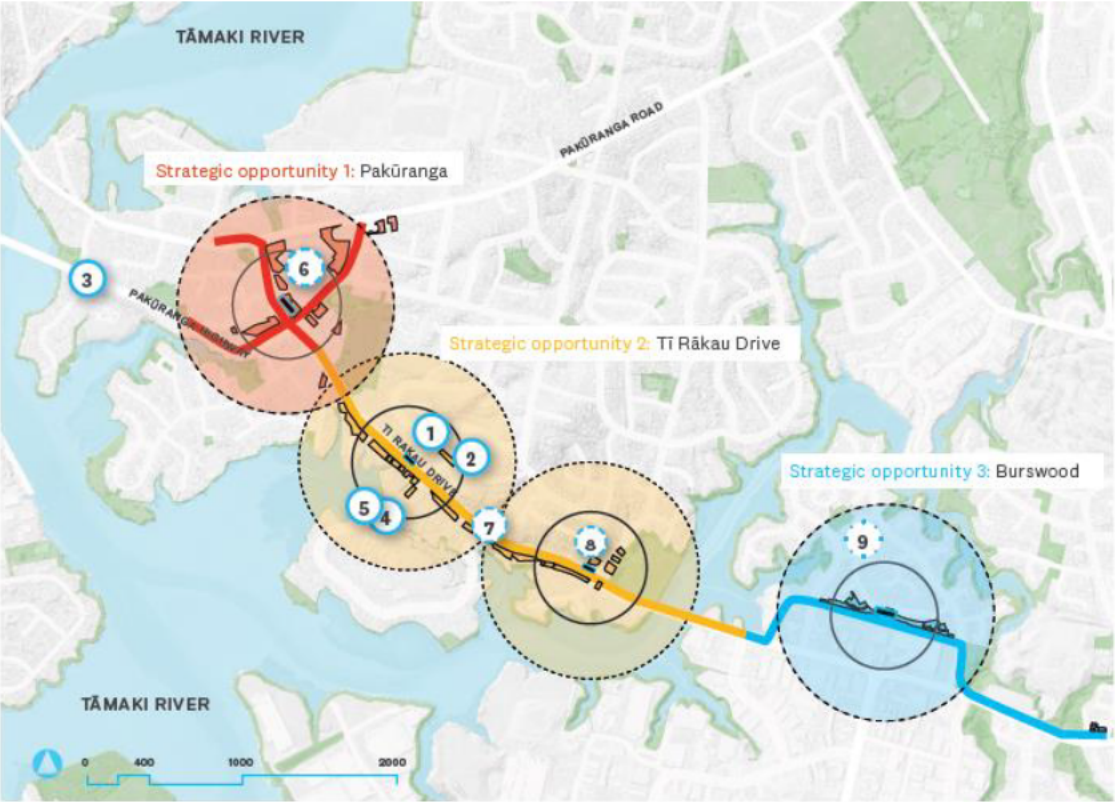 TĀMAKI RIVER
PAKŪRANGA ROAD
Strategic opportunity 1: Pakūranga
6
3
PAKŪRANGA HIGHWAY
Strategic opportunity 2: Tī Rākau Drive
TĪ RĀKAU DRIVE
1
2
5
4
7
8
Strategic opportunity 3: Burswood
9
TĀMAKI RIVER
0 400 1000 2000